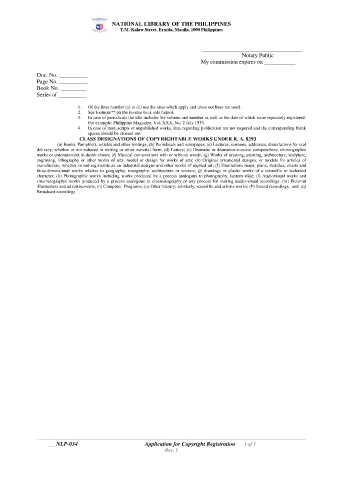 NATIONAL LIBRARY OF THE PHILIPPINES
T.M. Kalaw Street, Ermita, Manila, 1000 Philippines
Notary Public
My commission expires on
Doc. No.
Page No.
Book No.
Series of
1. Of the lines number (a) to (h) use the ones which apply and cross out lines not used.
2. See footnote** on the reverse back side hereof.
3. In case of periodicals the title includes the volume and number as well as the date of which issue separately registered.
For example: Philippine Magazine, Vol. XXX, No. 2 July 1933.
4. In case of manuscripts or unpublished works, data regarding publication are not required and the corresponding blank
spaces should be crossed out.
CLASS DESIGNATIONS OF COPYRIGHTABLE WORKS UNDER R. A. 8293
(a) Books, Pamphlets, articles and other writings; (b) Periodicals and newspaper; (c) Lectures, sermons, addresses, dissertations for oral
delivery, whether or not reduced in writing or other material form; (d) Letters; (e) Dramatic or dramatico-musical compositions; choreographic
works or entertainment in dumb shows; (f) Musical compositions with or without words; (g) Works of drawing, painting, architecture, sculpture,
engraving, lithography or other works of art; model or design for works of art; (h) Original ornamental designs, or models for articles of
manufacture, whether or not registrable as an industrial designs and other works of applied art; (i) Illustrations maps, plans, sketches, charts and
three-dimensional works relative to geography, topography, architecture or science; (j) drawings or plastic works of a scientific or technical
character; (k) Photographic works including works produced by a process analogous to photography, lantern slide; (l) Audiovisual works and
cinematographic works produced by a process analogous to cinematography or any process for making audio-visual recordings; (m) Pictorial
illustrations and advertisements; (n) Computer Programs; (o) Other literary, scholarly, scientific and artistic works; (P) Sound recordings; and (q)
Broadcast recordings
NLP-034 Application for Copyright Registration 3 of 3
Rev. 1